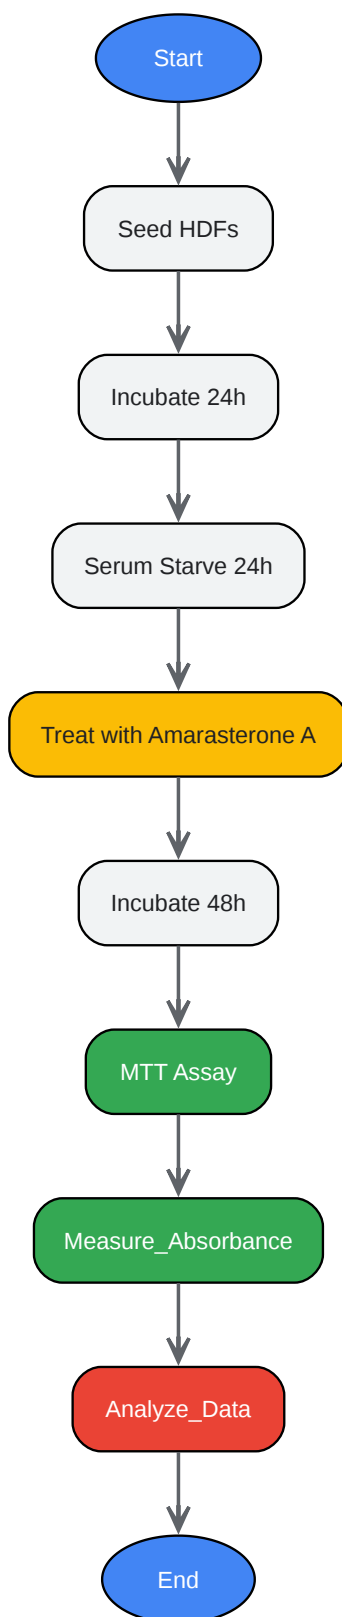 Start
Seed HDFs
Incubate 24h
Serum Starve 24h
Treat with Amarasterone A
Incubate 48h
MTT Assay
Measure_Absorbance
Analyze_Data
End